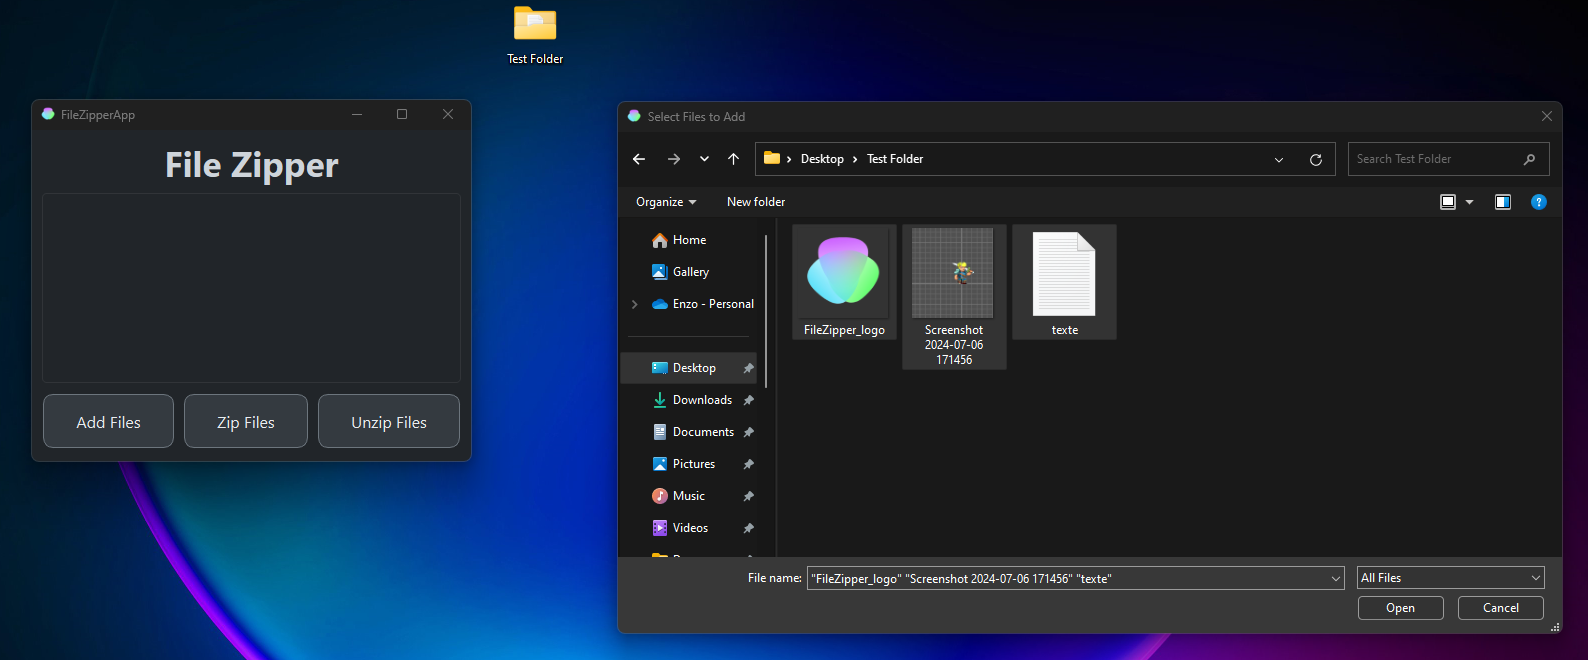 Test Folder
FileZipperApp
File Zipper
Add Files
Zip Files
Unzip Files
Select Files to Add
Desktop
Test Folder
Search Test Folder
Organize
New folder
?
Home
Gallery
Enzo - Personal
Desktop
Downloads
Documents
Pictures
Music
Videos
FileZipper_logo
Screenshot
2024-07-06
171456
texte
File name:
"FileZipper_logo" "Screenshot 2024-07-06 171456" "texte"
All Files
Open
Cancel